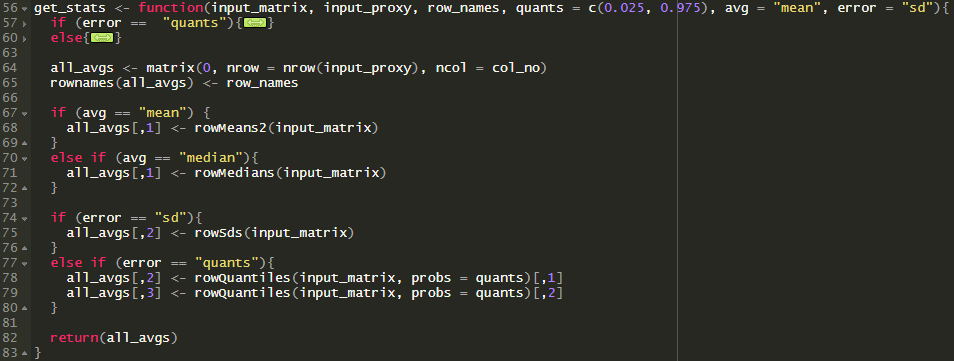 56 get_stats <- function(input_matrix, input_proxy, row_names, quants = c(0.025, 0.975), avg = "mean", error = "sd"){
57   if (error ==  "quants"){}
60   else{}
63
64   all_avgs <- matrix(0, nrow = nrow(input_proxy), ncol = col_no)
65   rownames(all_avgs) <- row_names
66
67   if (avg == "mean") {
68     all_avgs[,1] <- rowMeans2(input_matrix)
69   }
70   else if (avg == "median"){
71     all_avgs[,1] <- rowMedians(input_matrix)
72   }
73
74   if (error == "sd"){
75     all_avgs[,2] <- rowSds(input_matrix)
76   }
77   else if (error == "quants"){
78     all_avgs[,2] <- rowQuantiles(input_matrix, probs = quants)[,1]
79     all_avgs[,3] <- rowQuantiles(input_matrix, probs = quants)[,2]
80   }
81
82   return(all_avgs)
83 }